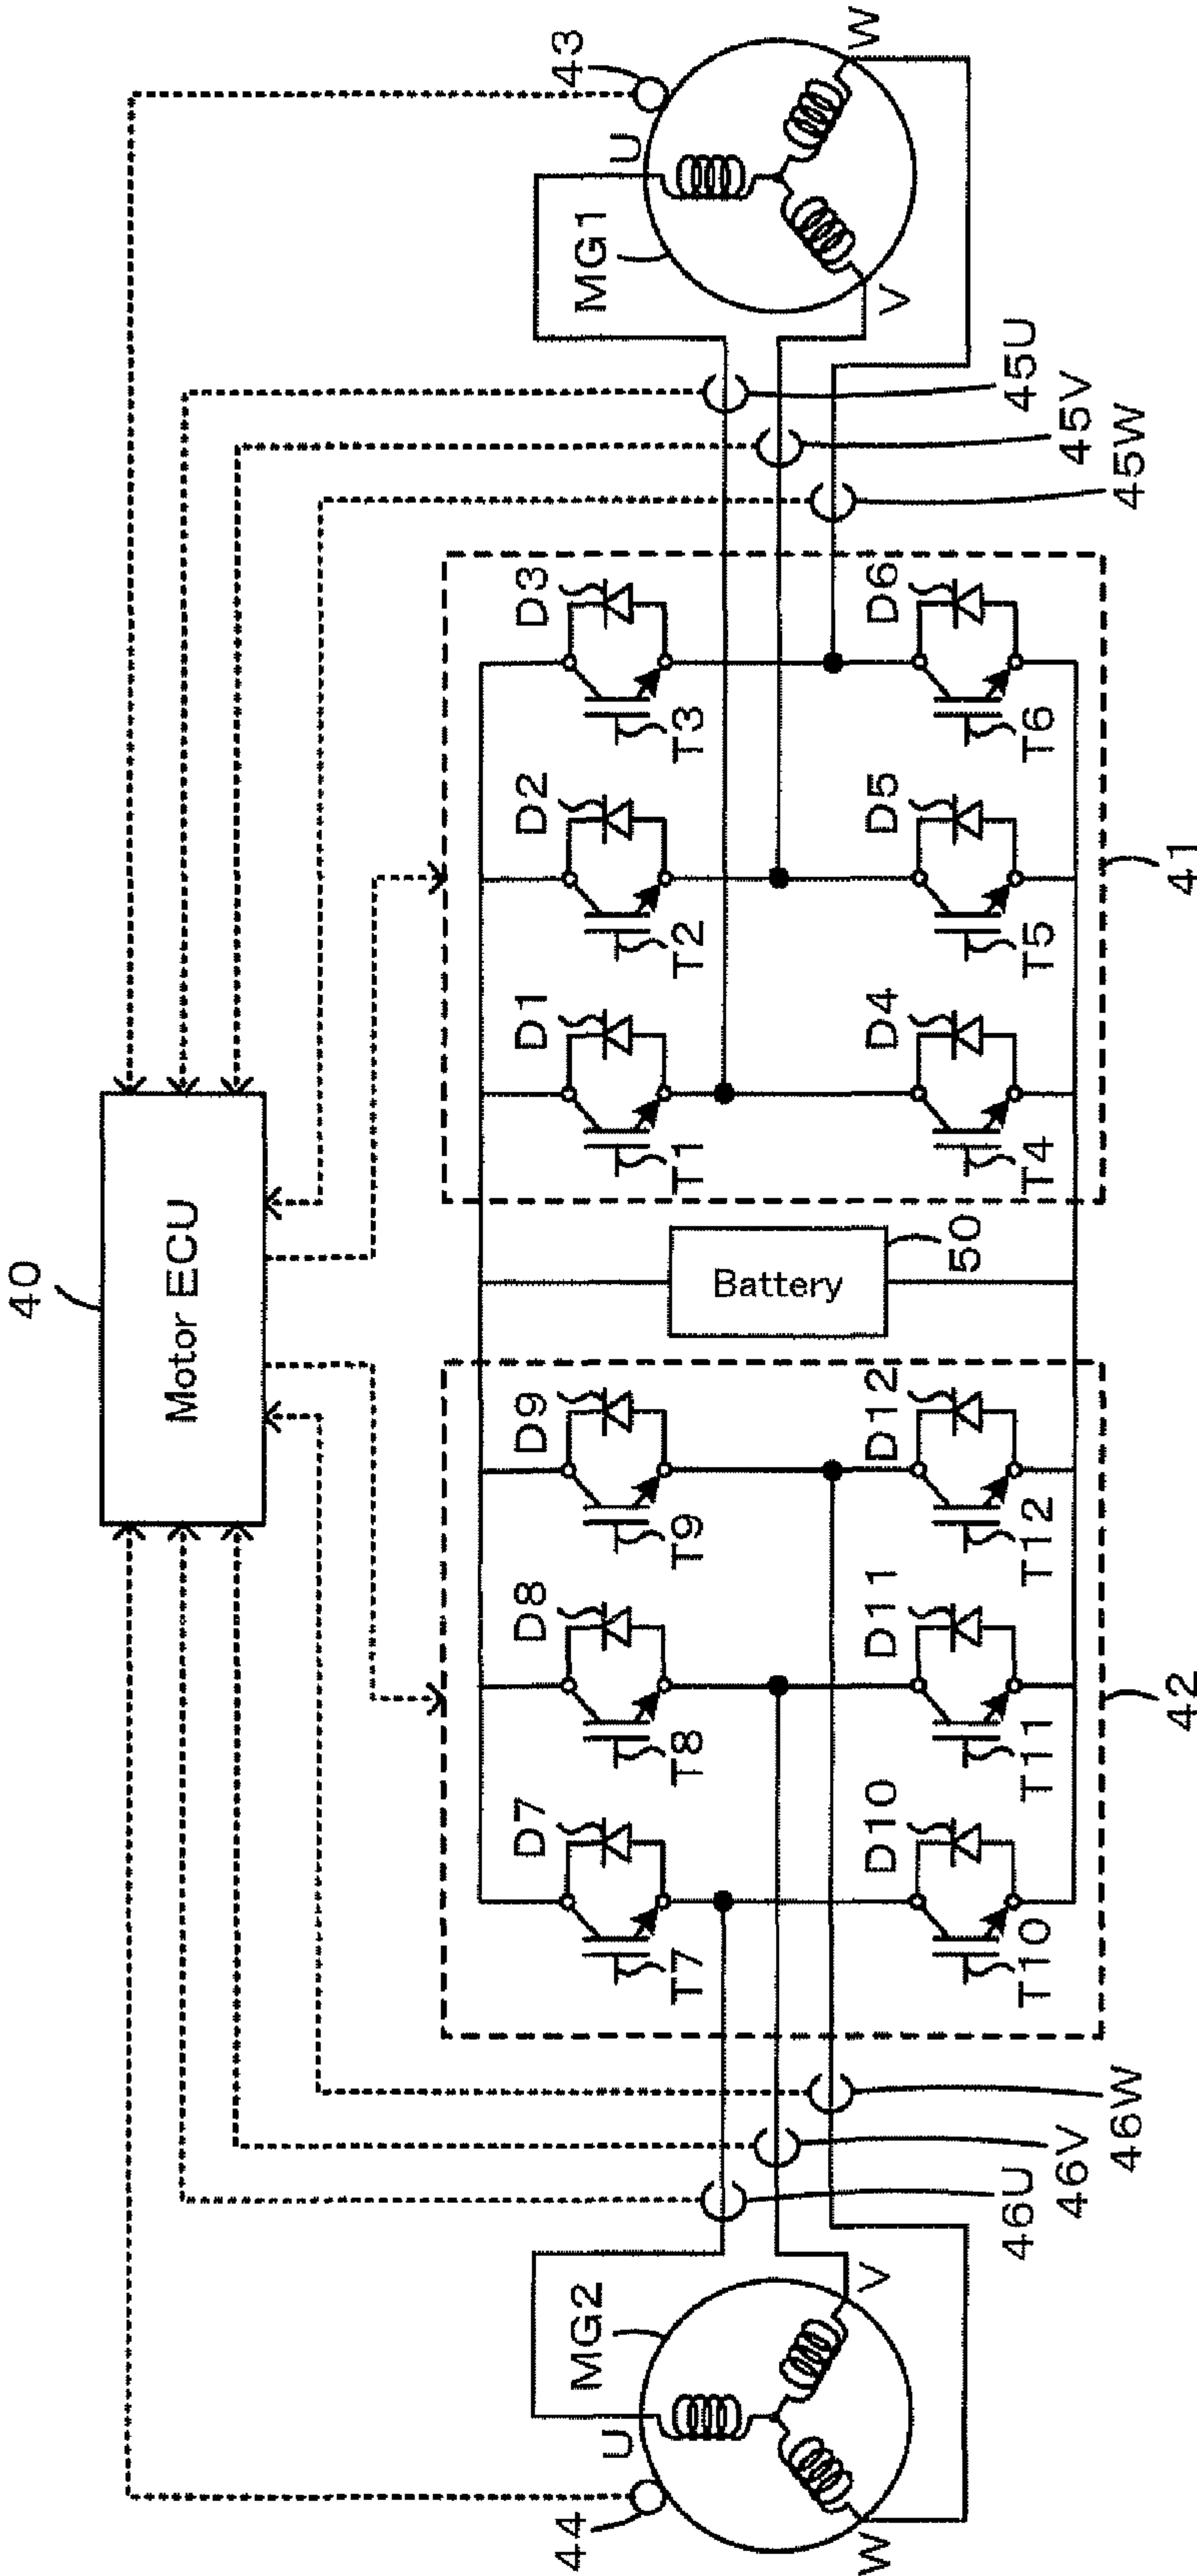 40
Motor ECU
44
43
U
MG2
W
V
U
MG1
V
W
46U
46V
46W
45U
45V
45W
D7
D8
D9
T7
T8
T9
D10
D11
D12
T10
T11
T12
42
Battery
50
D1
D2
D3
T1
T2
T3
D4
D5
D6
T4
T5
T6
41